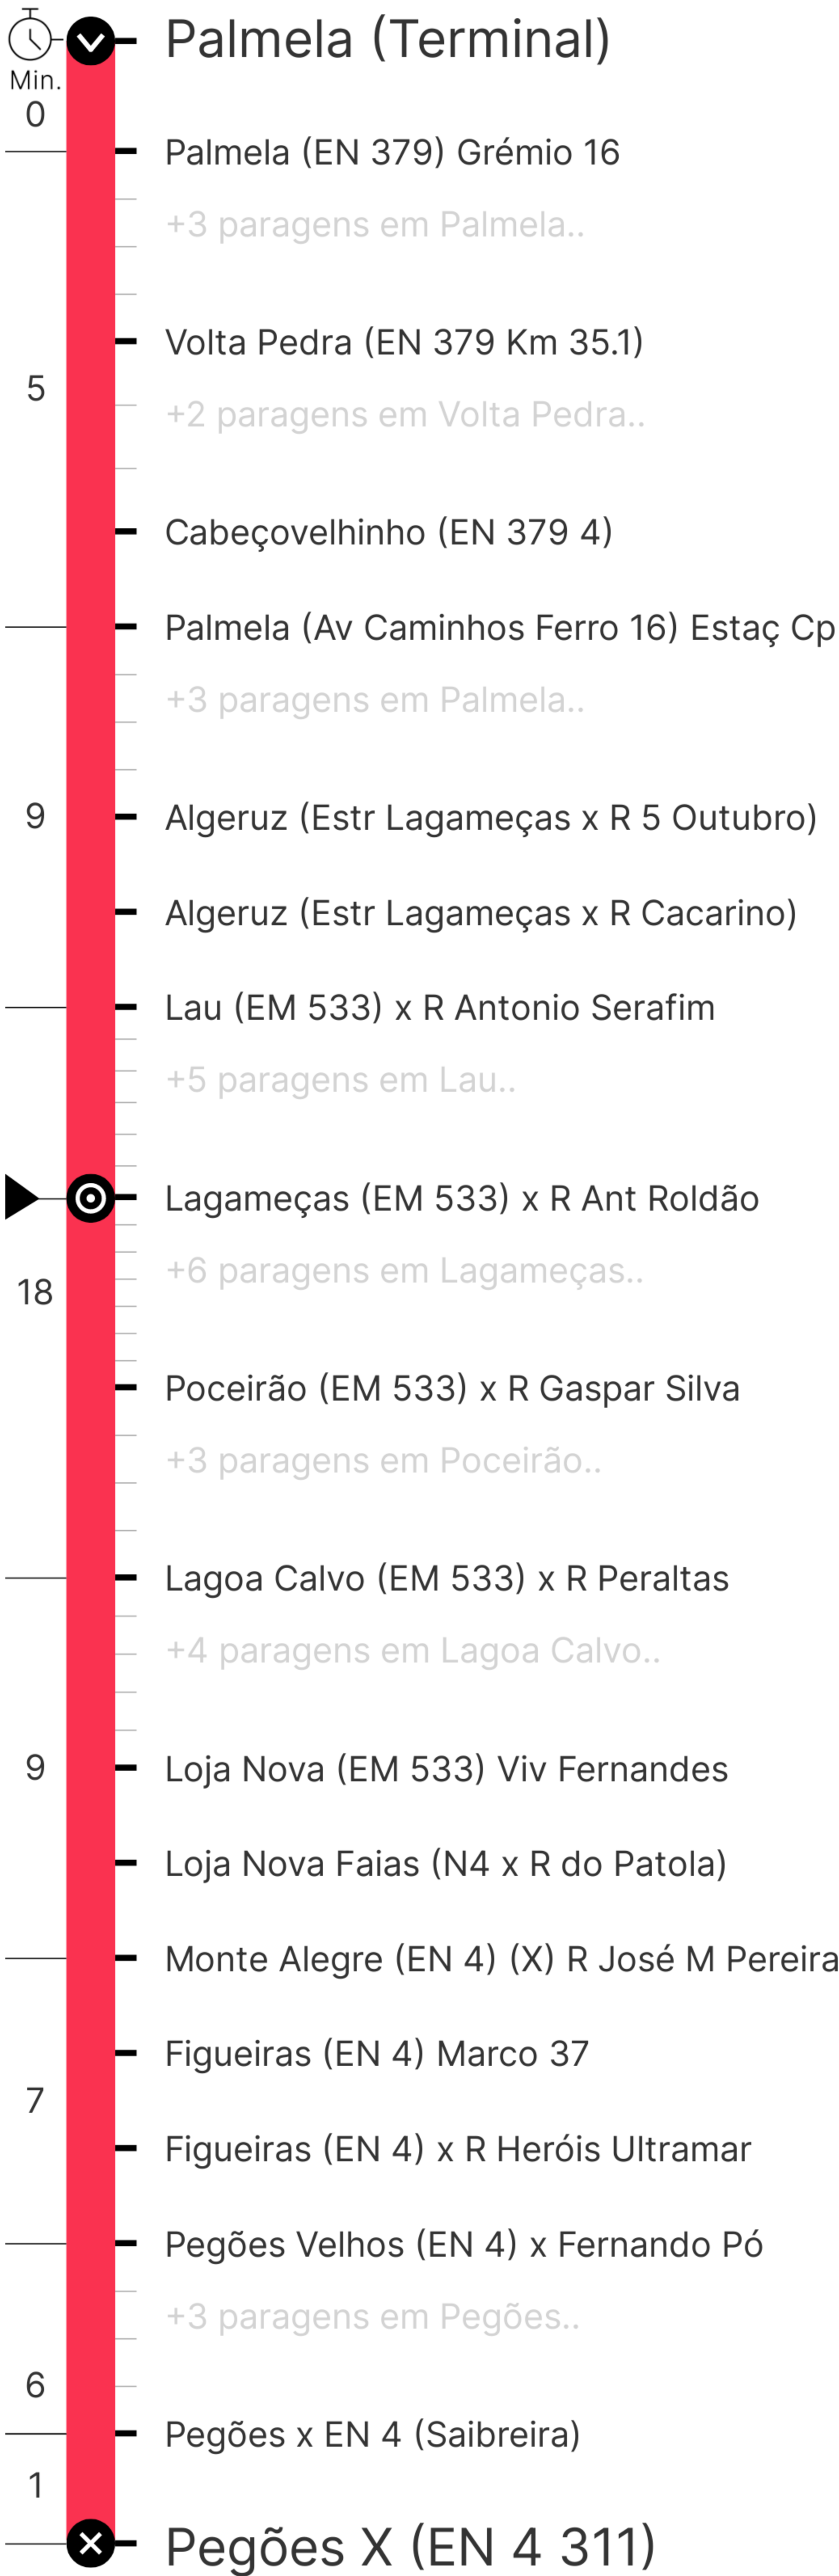 Palmela (Terminal)
Min.
0
Palmela (EN 379) Grémio 16
+3 paragens em Palmela..
Volta Pedra (EN 379 Km 35.1)
5
+2 paragens em Volta Pedra..
Cabeçovelhinho (EN 379 4)
Palmela (Av Caminhos Ferro 16) Estaç Cp
+3 paragens em Palmela..
9
Algeruz (Estr Lagameças x R 5 Outubro)
Algeruz (Estr Lagameças x R Cacarino)
Lau (EM 533) x R Antonio Serafim
+5 paragens em Lau..
Lagameças (EM 533) x R Ant Roldão
+6 paragens em Lagameças..
18
Poceirão (EM 533) x R Gaspar Silva
+3 paragens em Poceirão..
Lagoa Calvo (EM 533) x R Peraltas
+4 paragens em Lagoa Calvo..
9
Loja Nova (EM 533) Viv Fernandes
Loja Nova Faias (N4 x R do Patola)
Monte Alegre (EN 4) (X) R José M Pereira
Figueiras (EN 4) Marco 37
7
Figueiras (EN 4) x R Heróis Ultramar
Pegões Velhos (EN 4) x Fernando Pó
+3 paragens em Pegões..
6
Pegões x EN 4 (Saibreira)
1
Pegões X (EN 4 311)